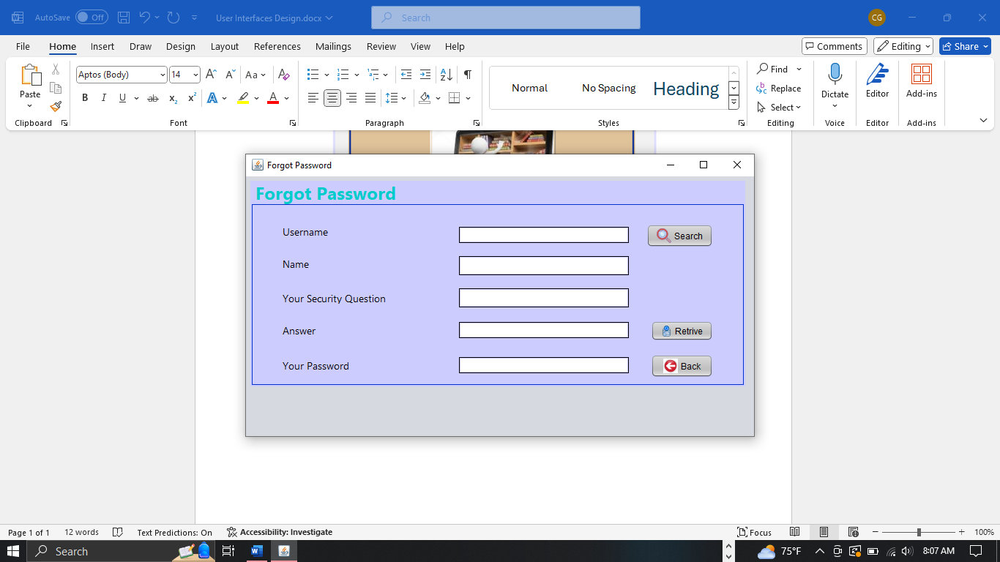 AutoSave Off User Interfaces Design.docx Search CG
File Home Insert Draw Design Layout References Mailings Review View Help Comments Editing Share
Paste Aptos (Body) 14 Aa Normal No Spacing Heading Find Replace Select Dictate Editor Add-ins
Clipboard Font Paragraph Styles Editing Voice Editor Add-ins
Forgot Password
Forgot Password
Username Search
Name
Your Security Question
Answer Retrive
Your Password Back
Page 1 of 1 12 words Text Predictions: On Accessibility: Investigate Focus 100%
Search 75°F 8:07 AM